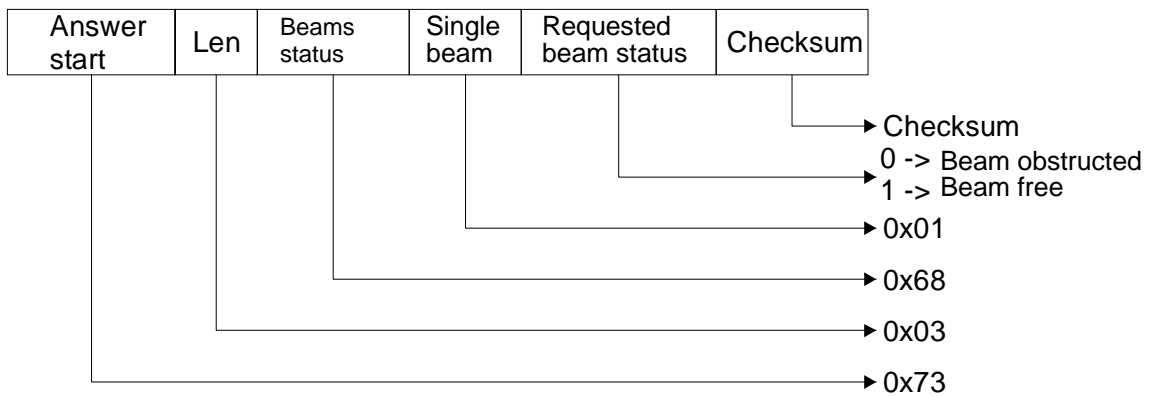 Answer
start
Len
Beams
status
Single
beam
Requested
beam status
Checksum
Checksum
0 -> Beam obstructed
1 -> Beam free
0x01
0x68
0x03
0x73